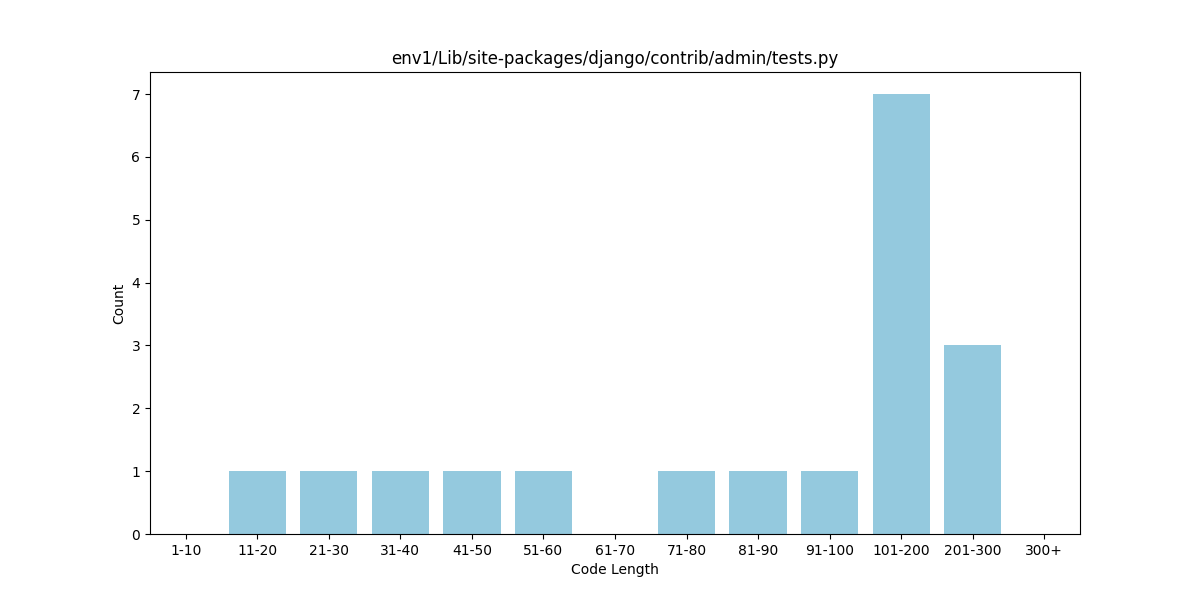 env1/Lib/site-packages/django/contrib/admin/tests.py
7
6
5
4
3
2
1
0
Count
1-10 11-20 21-30 31-40 41-50 51-60 61-70 71-80 81-90 91-100 101-200 201-300 300+
Code Length